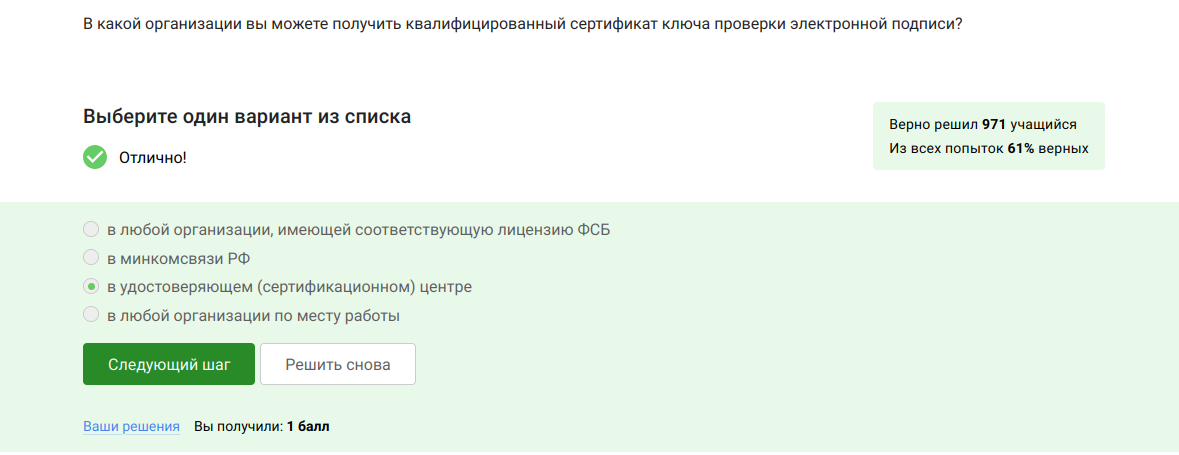 В какой организации вы можете получить квалифицированный сертификат ключа проверки электронной подписи?
Выберите один вариант из списка
Отлично!
Верно решил 971 учащийся
Из всех попыток 61% верных
в любой организации, имеющей соответствующую лицензию ФСБ
в минкомсвязи РФ
в удостоверяющем (сертификационном) центре
в любой организации по месту работы
Следующий шаг
Решить снова
Ваши решения Вы получили: 1 балл